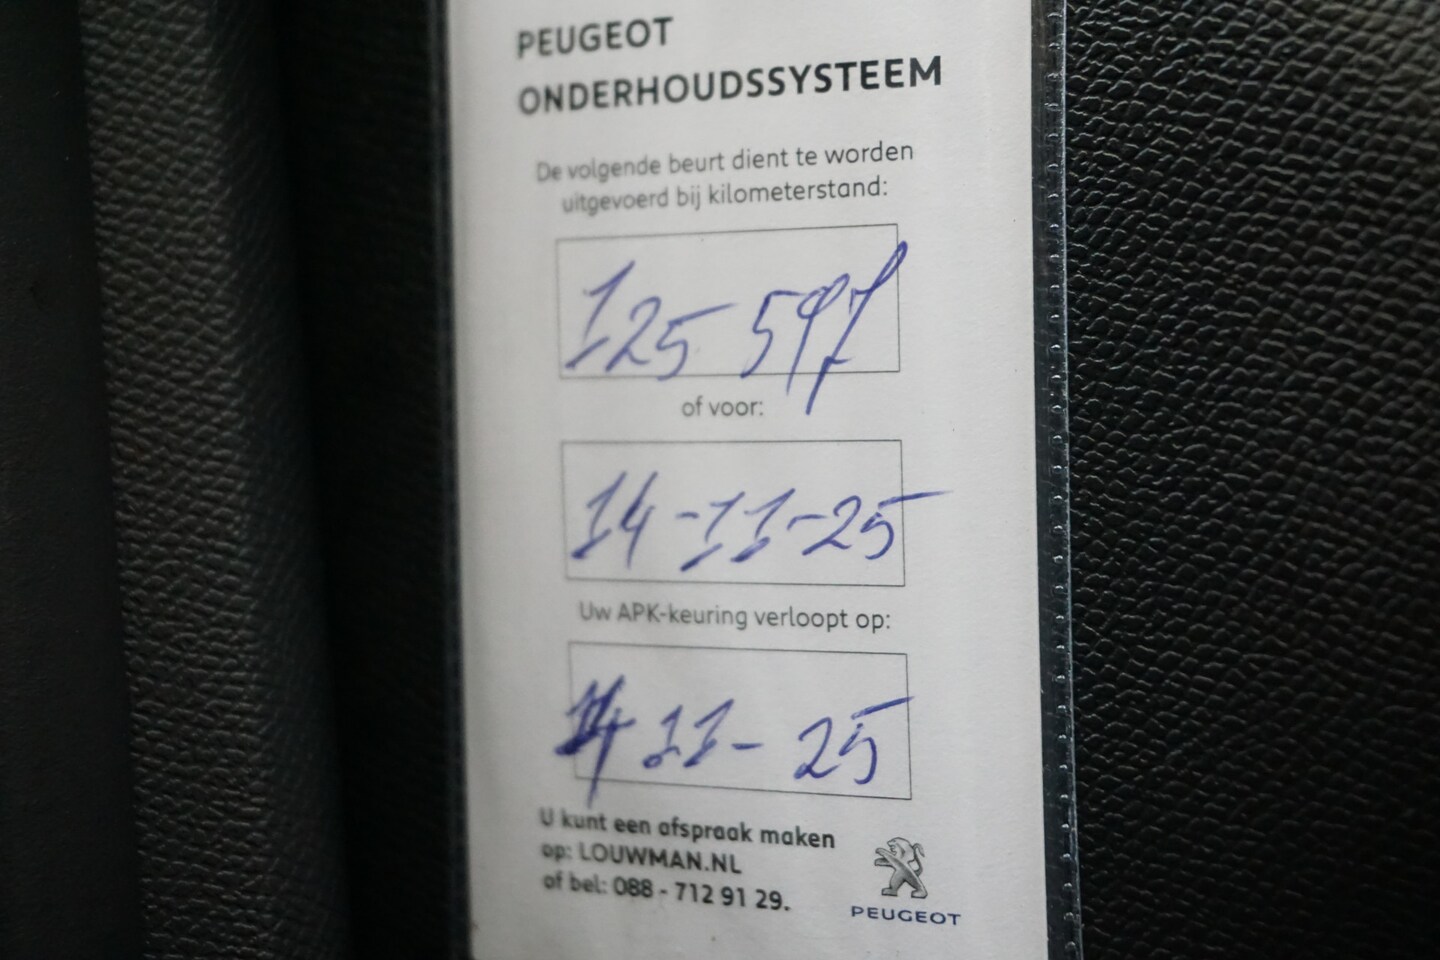 PEUGEOT
ONDERHOUDSSYSTEEM
De volgende beurt dient te worden
uitgevoerd bij kilometerstand:
125 597
of voor:
14-11-25
Uw APK-keuring verloopt op:
14 11-25
U kunt een afspraak maken
op: LOUWMAN.NL
of bel: 088 - 712 91 29.
PEUGEOT